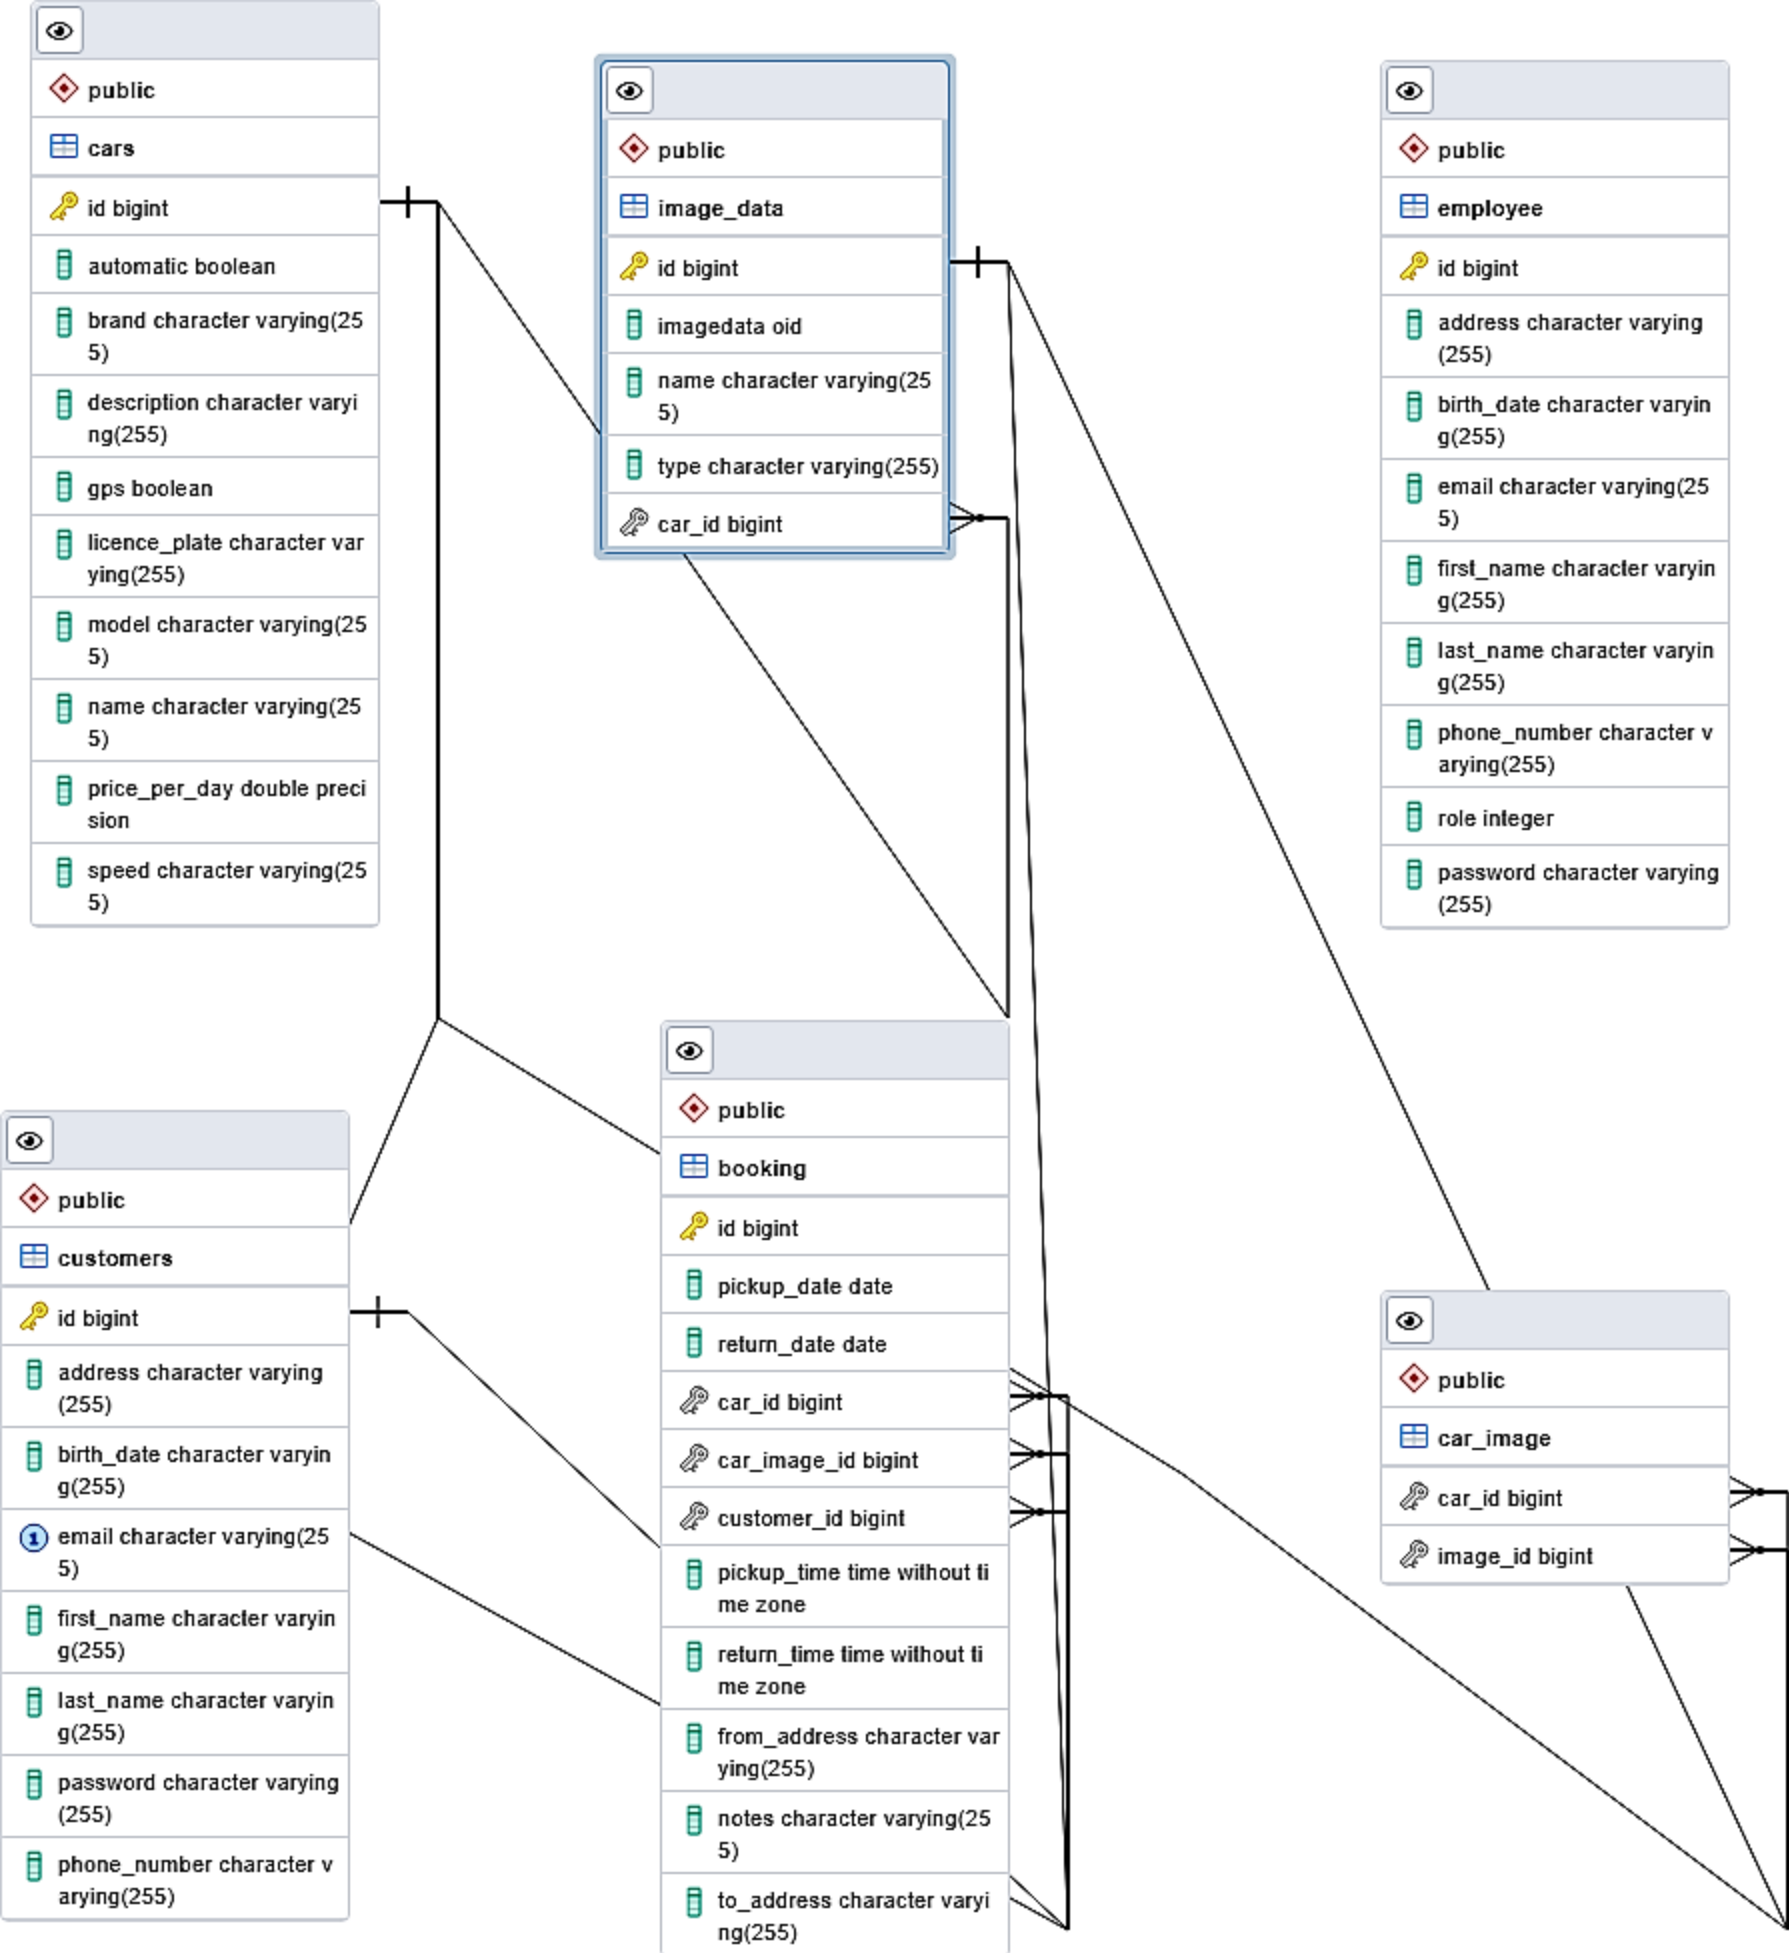 public
cars
id bigint
automatic boolean
brand character varying(25
5)
description character varyi
ng(255)
gps boolean
licence_plate character var
ying(255)
model character varying(25
5)
name character varying(25
5)
price_per_day double preci
sion
speed character varying(25
5)
public
image_data
id bigint
imagedata oid
name character varying(25
5)
type character varying(255)
car_id bigint
public
employee
id bigint
address character varying
(255)
birth_date character varyin
g(255)
email character varying(25
5)
first_name character varyin
g(255)
last_name character varyin
g(255)
phone_number character v
arying(255)
role integer
password character varying
(255)
public
customers
id bigint
address character varying
(255)
birth_date character varyin
g(255)
1
email character varying(25
5)
first_name character varyin
g(255)
last_name character varyin
g(255)
password character varying
(255)
phone_number character v
arying(255)
public
booking
id bigint
pickup_date date
return_date date
car_id bigint
car_image_id bigint
customer_id bigint
pickup_time time without ti
me zone
return_time time without ti
me zone
from_address character var
ying(255)
notes character varying(25
5)
to_address character varyi
ng(255)
public
car_image
car_id bigint
image_id bigint